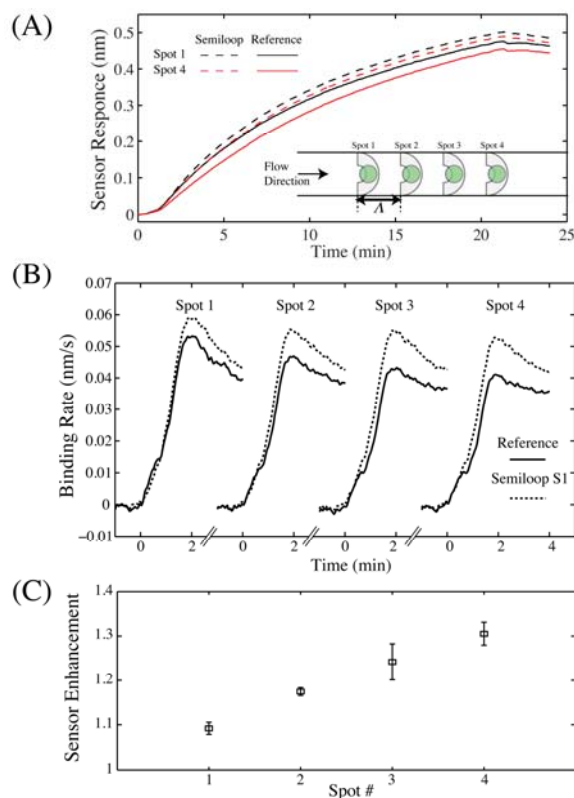 (A)
Sensor Responce (nm)
0.5
0.4
0.3
0.2
0.1
0
Semiloop Reference
Spot 1
Spot 4
Spot 1 Spot 2 Spot 3 Spot 4
Flow
Direction
Λ
0 5 10 15 20 25
Time (min)
(B)
Binding Rate (nm/s)
0.07
0.06
0.05
0.04
0.03
0.02
0.01
0
−0.01
Spot 1 Spot 2 Spot 3 Spot 4
Reference
Semiloop S1
0 2 0 2 0 2 0 2 4
Time (min)
(C)
Sensor Enhancement
1.4
1.3
1.2
1.1
1
1 2 3 4
Spot #